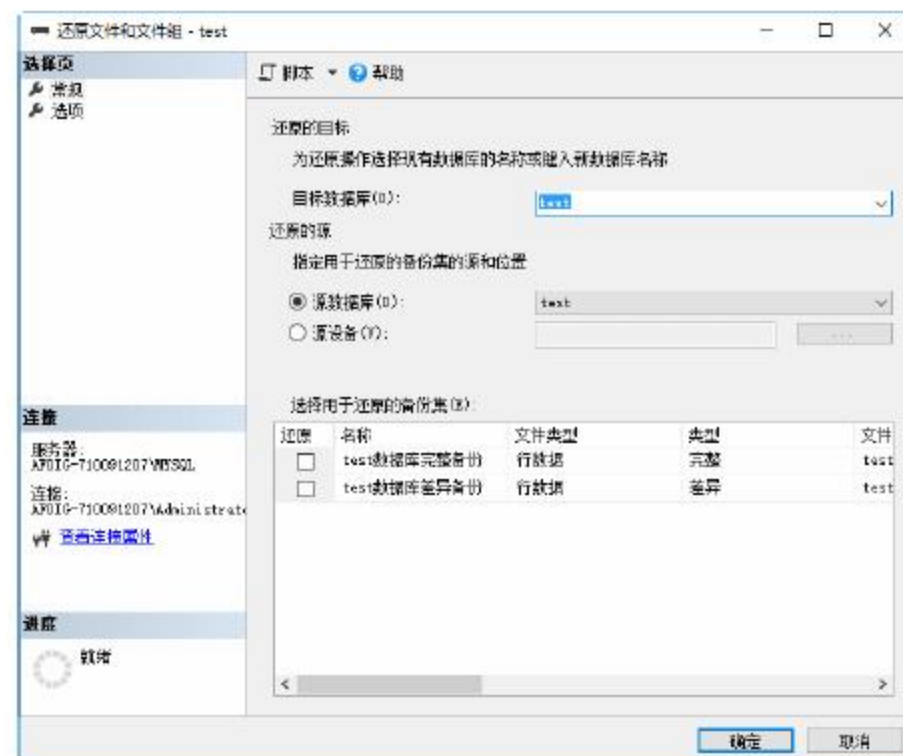 还原文件和文件组 - test
选择页
常规
选项
脚本 帮助
还原的目标
为还原操作选择现有数据库的名称或键入新数据库名称
目标数据库(O): test
还原的源
指定用于还原的备份集的源和位置
源数据库(D): test
源设备(V): ...
选择用于还原的备份集(E):
还原 名称 文件类型 类型 文件
test数据库完整备份 行数据 完整 test
test数据库差异备份 行数据 差异 test
连接
服务器:
AFOIG-710091207\MYSQL
连接:
AFOIG-710091207\Administrato
查看连接属性
进度
就绪
确定 取消